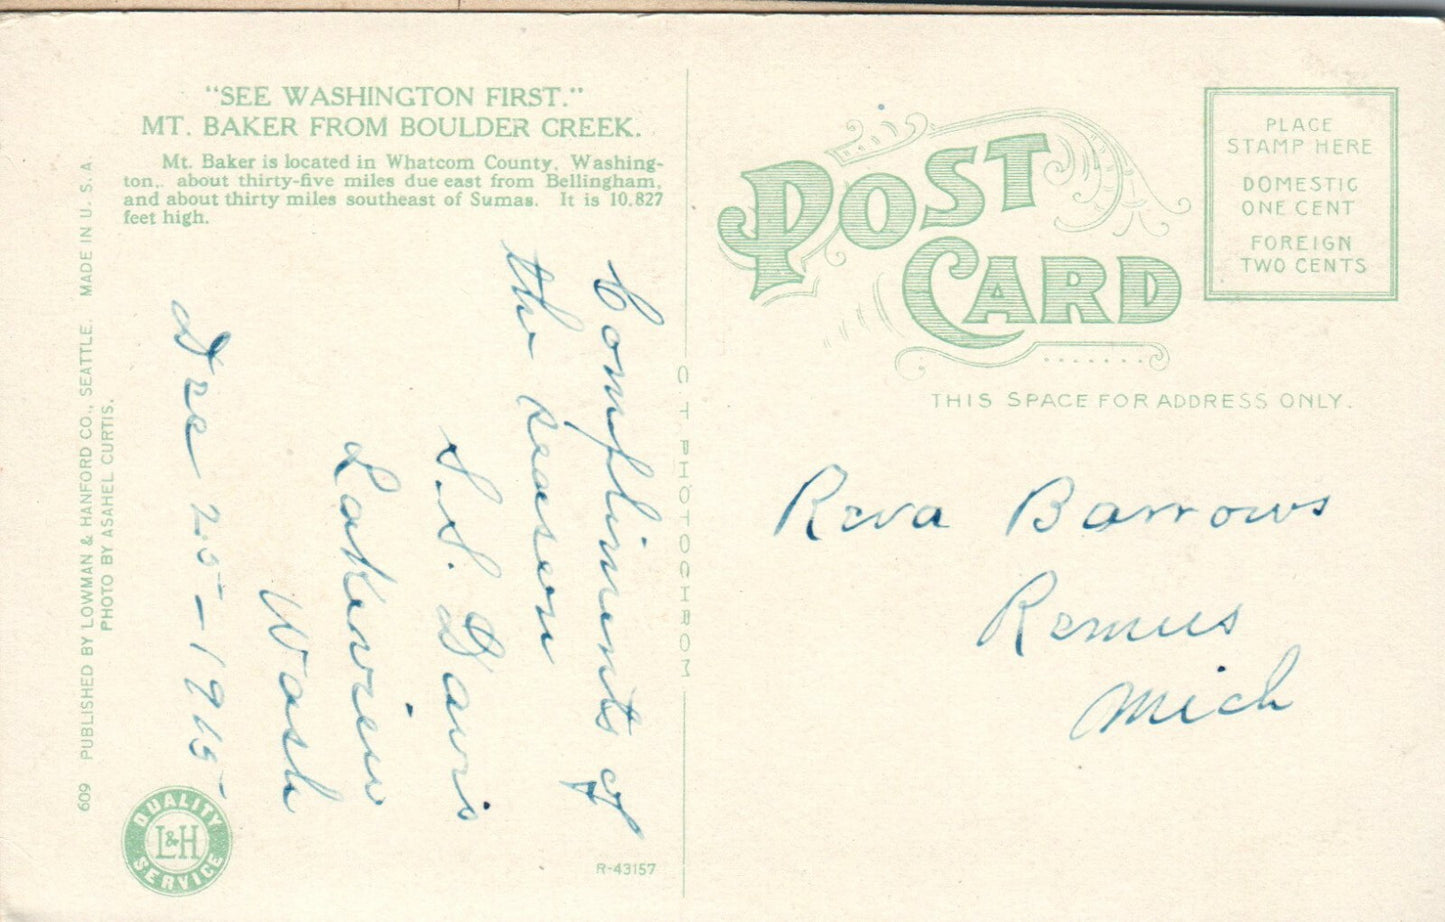 "SEE WASHINGTON FIRST."
MT. BAKER FROM BOULDER CREEK.
Mt. Baker is located in Whatcom County, Washing-
ton, about thirty-five miles due east from Bellingham,
and about thirty miles southeast of Sumas. It is 10,827
feet high.
Compliments of
the season
S. S. Davis
Lakeview
Wash
Dec 25 - 1915
609 PUBLISHED BY LOWMAN & HANFORD CO., SEATTLE. MADE IN U. S. A.
PHOTO BY ASAHEL CURTIS.
QUALITY
L&H
SERVICE
R-43157
C T PHOTOCHROM
POST
CARD
PLACE
STAMP HERE
DOMESTIC
ONE CENT
FOREIGN
TWO CENTS
THIS SPACE FOR ADDRESS ONLY.
Reva Barrows
Remus
Mich